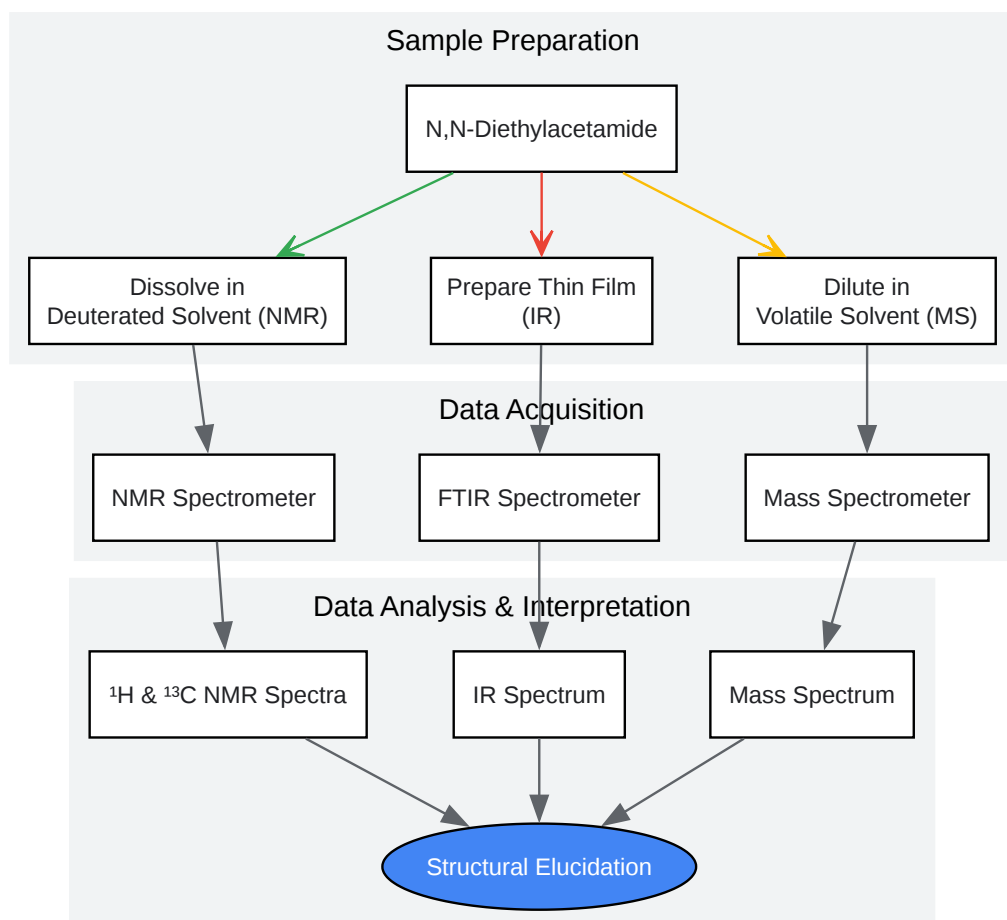 Sample Preparation
N,N-Diethylacetamide
Dissolve in
Deuterated Solvent (NMR)
Prepare Thin Film
(IR)
Dilute in
Volatile Solvent (MS)
Data Acquisition
NMR Spectrometer
FTIR Spectrometer
Mass Spectrometer
Data Analysis & Interpretation
¹H & ¹³C NMR Spectra
IR Spectrum
Mass Spectrum
Structural Elucidation